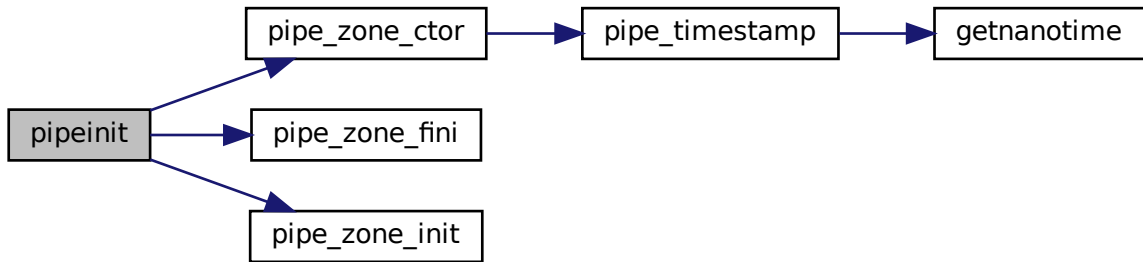 pipeinit
pipe_zone_ctor
pipe_timestamp
getnanotime
pipe_zone_fini
pipe_zone_init